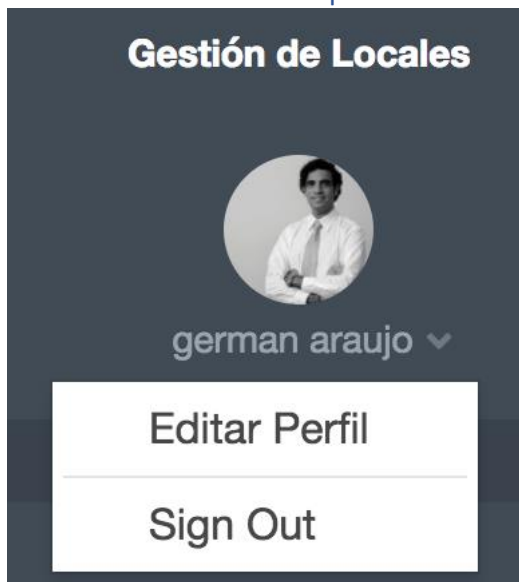 Gestión de Locales
german araujo
Editar Perfil
Sign Out